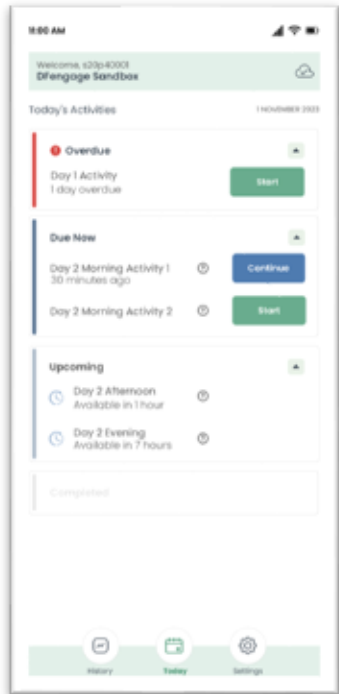 11:00 AM
Welcome, s20p40001
DFengage Sandbox
Today's Activities
1 NOVEMBER 2023
Overdue
Day 1 Activity
1 day overdue
Start
Due Now
Day 2 Morning Activity 1
30 minutes ago
Continue
Day 2 Morning Activity 2
Start
Upcoming
Day 2 Afternoon
Available in 1 hour
Day 2 Evening
Available in 7 hours
Completed
History
Today
Settings